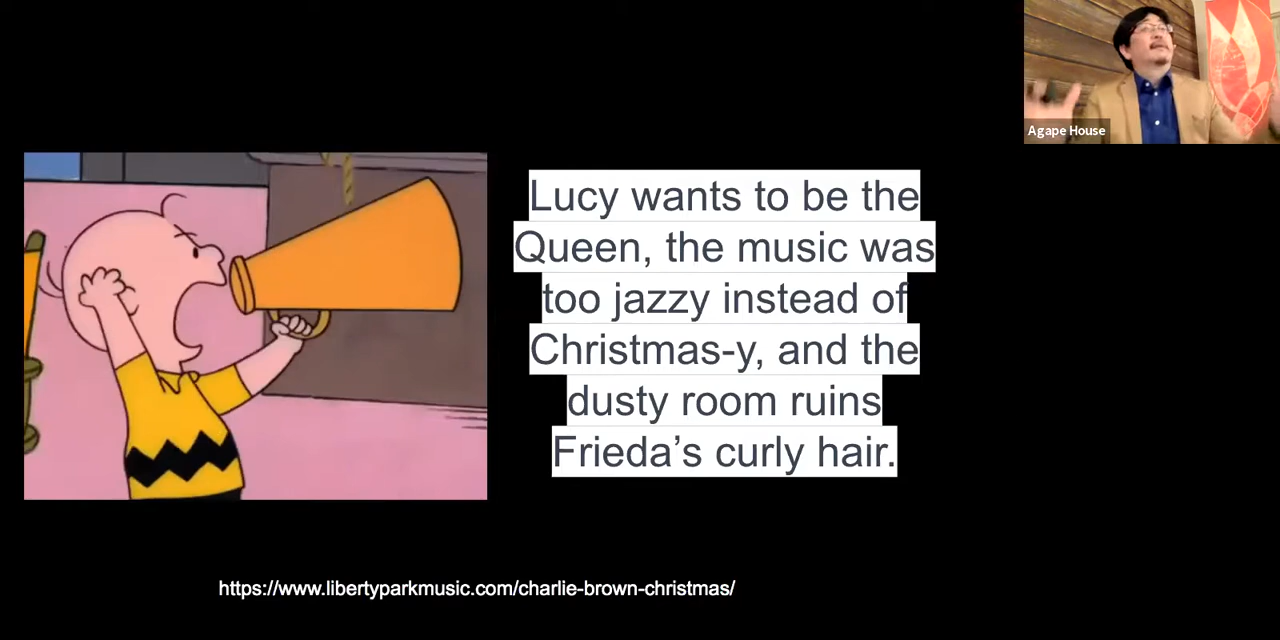 Agape House
Lucy wants to be the
Queen, the music was
too jazzy instead of
Christmas-y, and the
dusty room ruins
Frieda’s curly hair.
https://www.libertyparkmusic.com/charlie-brown-christmas/